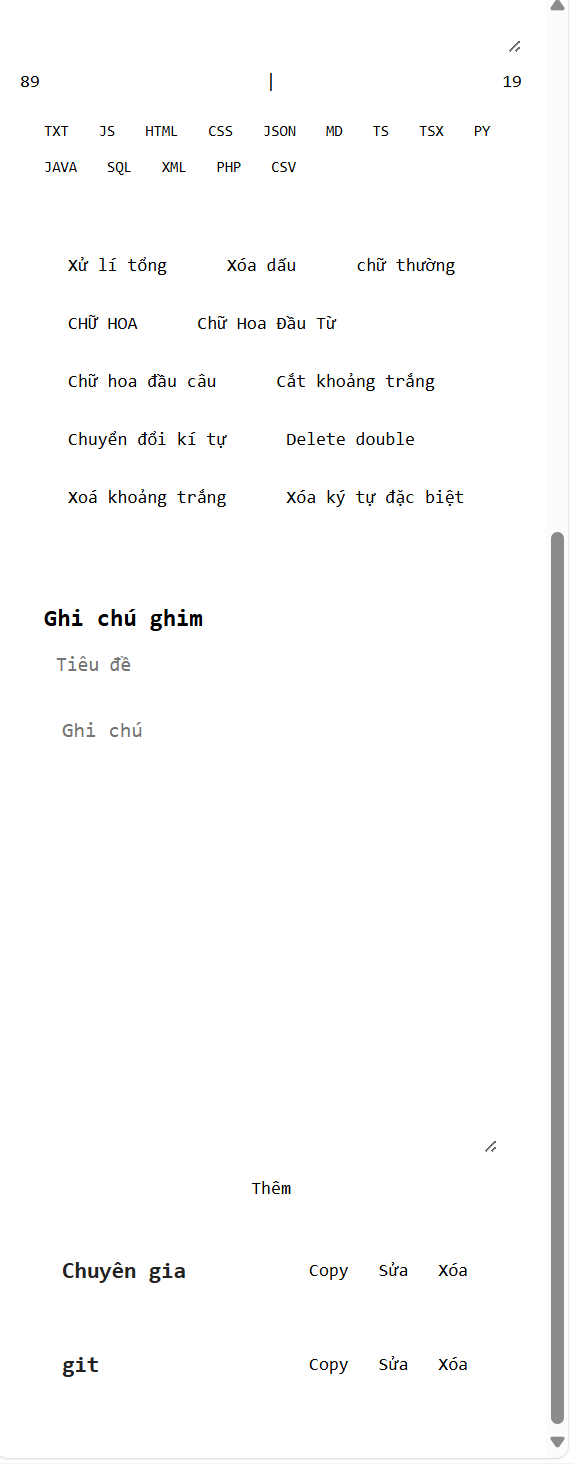 89 | 19
TXT JS HTML CSS JSON MD TS TSX PY
JAVA SQL XML PHP CSV
Xử lí tổng Xóa dấu chữ thường
CHỮ HOA Chữ Hoa Đầu Từ
Chữ hoa đầu câu Cắt khoảng trắng
Chuyển đổi kí tự Delete double
Xoá khoảng trắng Xóa ký tự đặc biệt
Ghi chú ghim
Tiêu đề
Ghi chú
Thêm
Chuyên gia Copy Sửa Xóa
git Copy Sửa Xóa